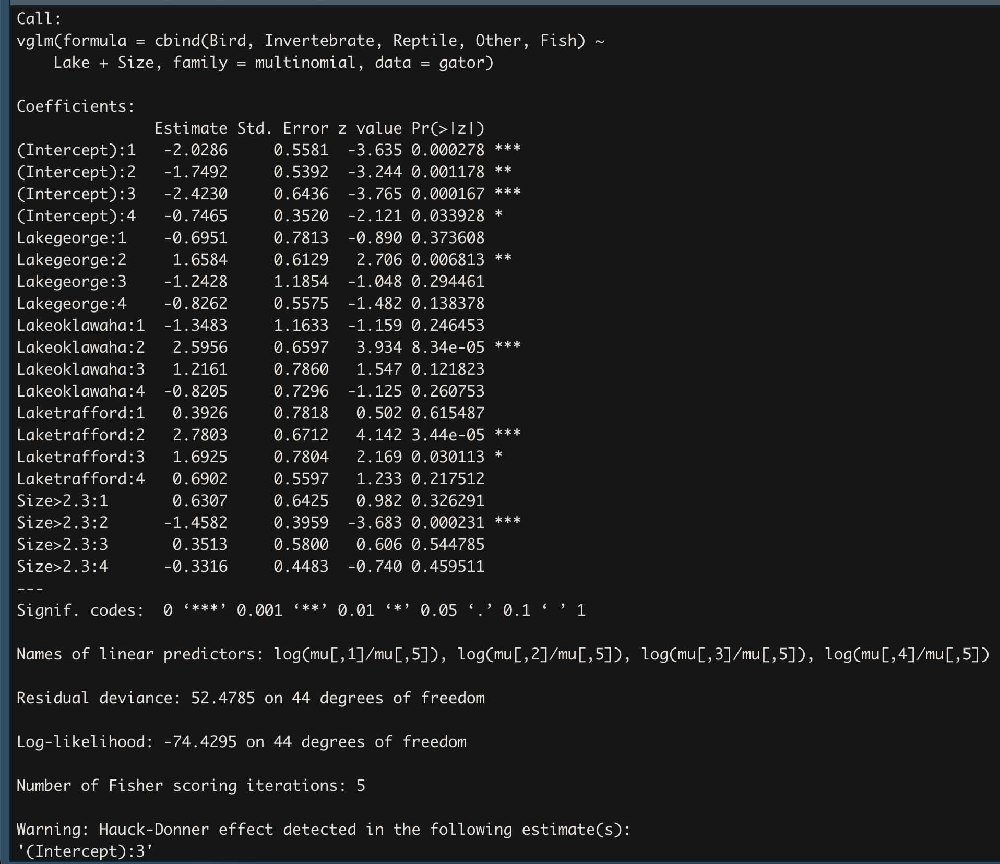 Call:
vglm(formula = cbind(Bird, Invertebrate, Reptile, Other, Fish) ~
    Lake + Size, family = multinomial, data = gator)

Coefficients:
               Estimate Std. Error z value Pr(>|z|)
(Intercept):1   -2.0286     0.5581  -3.635 0.000278 ***
(Intercept):2   -1.7492     0.5392  -3.244 0.001178 **
(Intercept):3   -2.4230     0.6436  -3.765 0.000167 ***
(Intercept):4   -0.7465     0.3520  -2.121 0.033928 *
Lakegeorge:1    -0.6951     0.7813  -0.890 0.373608
Lakegeorge:2     1.6584     0.6129   2.706 0.006813 **
Lakegeorge:3    -1.2428     1.1854  -1.048 0.294461
Lakegeorge:4    -0.8262     0.5575  -1.482 0.138378
Lakeoklawaha:1  -1.3483     1.1633  -1.159 0.246453
Lakeoklawaha:2   2.5956     0.6597   3.934 8.34e-05 ***
Lakeoklawaha:3   1.2161     0.7860   1.547 0.121823
Lakeoklawaha:4  -0.8205     0.7296  -1.125 0.260753
Laketrafford:1   0.3926     0.7818   0.502 0.615487
Laketrafford:2   2.7803     0.6712   4.142 3.44e-05 ***
Laketrafford:3   1.6925     0.7804   2.169 0.030113 *
Laketrafford:4   0.6902     0.5597   1.233 0.217512
Size>2.3:1       0.6307     0.6425   0.982 0.326291
Size>2.3:2      -1.4582     0.3959  -3.683 0.000231 ***
Size>2.3:3       0.3513     0.5800   0.606 0.544785
Size>2.3:4      -0.3316     0.4483  -0.740 0.459511
---
Signif. codes:  0 ‘***’ 0.001 ‘**’ 0.01 ‘*’ 0.05 ‘.’ 0.1 ‘ ’ 1

Names of linear predictors: log(mu[,1]/mu[,5]), log(mu[,2]/mu[,5]), log(mu[,3]/mu[,5]), log(mu[,4]/mu[,5])

Residual deviance: 52.4785 on 44 degrees of freedom

Log-likelihood: -74.4295 on 44 degrees of freedom

Number of Fisher scoring iterations: 5

Warning: Hauck-Donner effect detected in the following estimate(s):
'(Intercept):3'